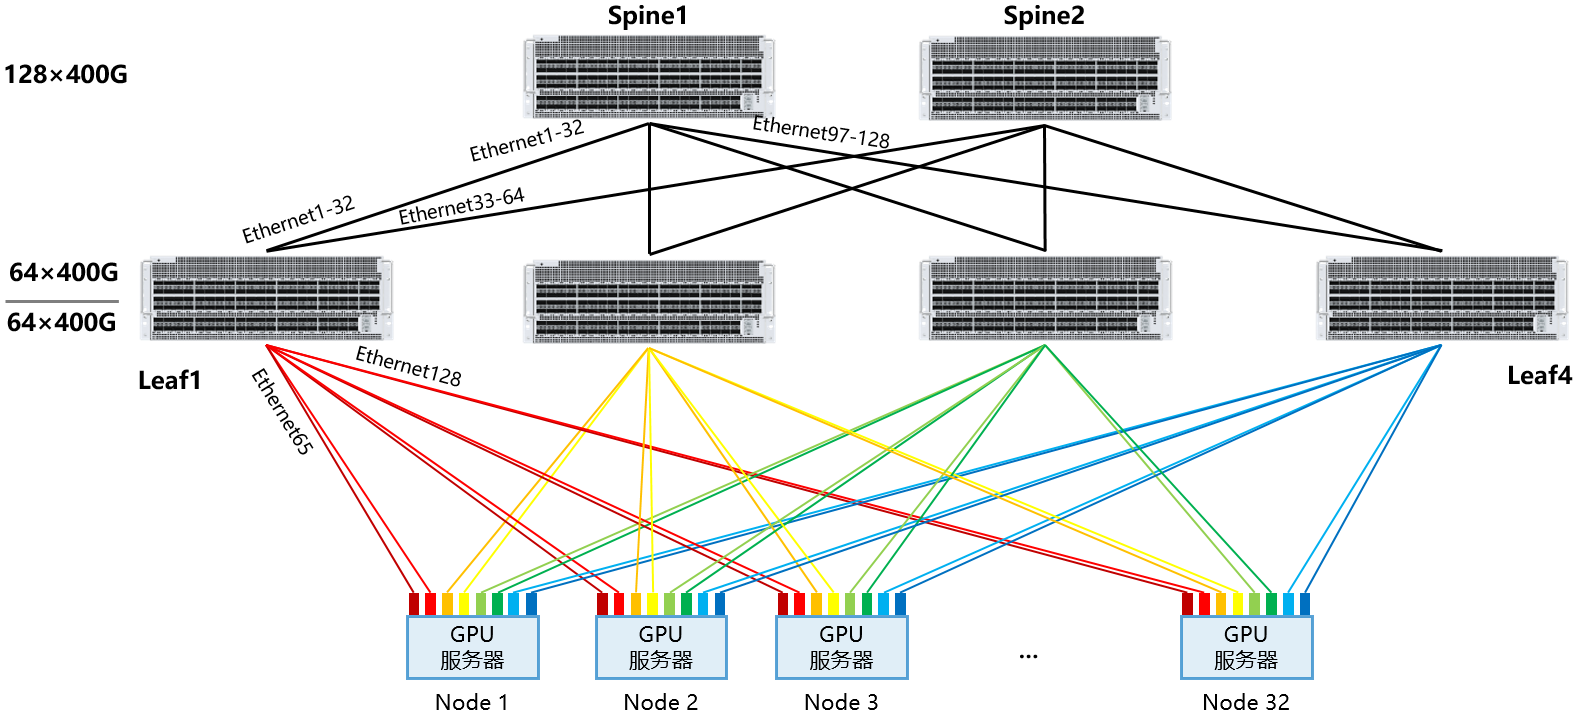 Spine1
Spine2
128×400G
Ethernet1-32
Ethernet97-128
Ethernet1-32
Ethernet33-64
64×400G
64×400G
Leaf1
Ethernet128
Ethernet65
Leaf4
GPU
服务器
GPU
服务器
GPU
服务器
...
GPU
服务器
Node 1
Node 2
Node 3
Node 32